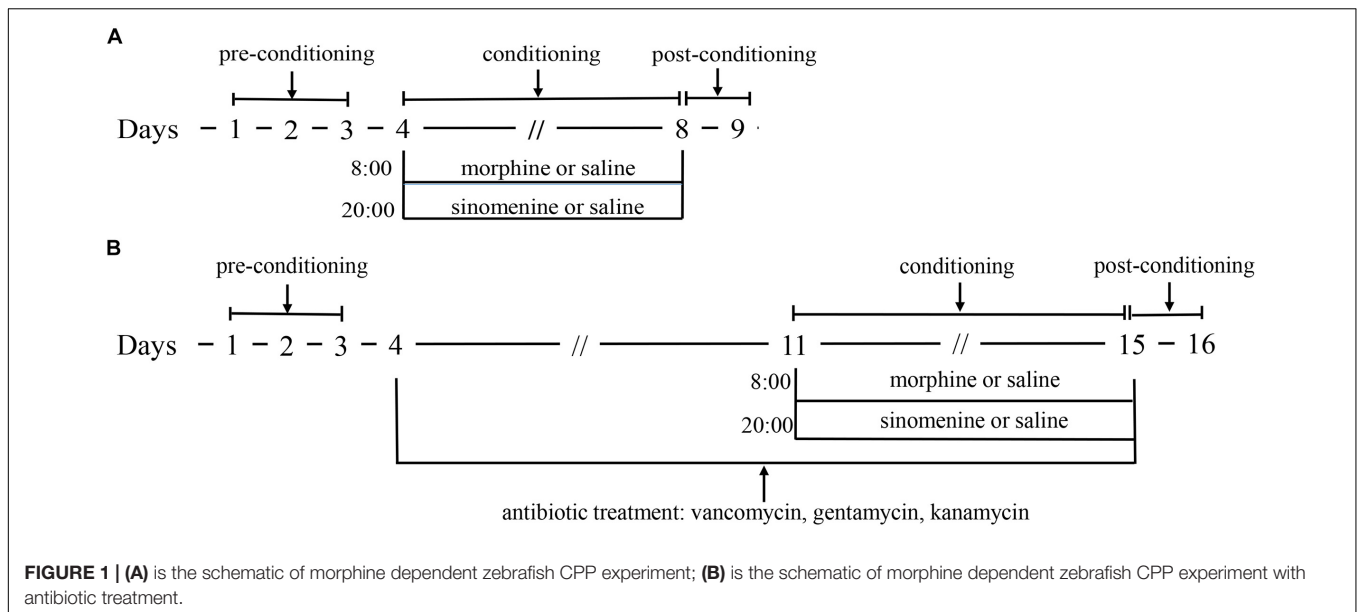 A
pre-conditioning conditioning post-conditioning
Days – 1 – 2 – 3 – 4 // 8 – 9
8:00 morphine or saline
20:00 sinomenine or saline
B
pre-conditioning conditioning post-conditioning
Days – 1 – 2 – 3 – 4 // 11 // 15 – 16
8:00 morphine or saline
20:00 sinomenine or saline
antibiotic treatment: vancomycin, gentamycin, kanamycin
FIGURE 1 | (A) is the schematic of morphine dependent zebrafish CPP experiment; (B) is the schematic of morphine dependent zebrafish CPP experiment with
antibiotic treatment.